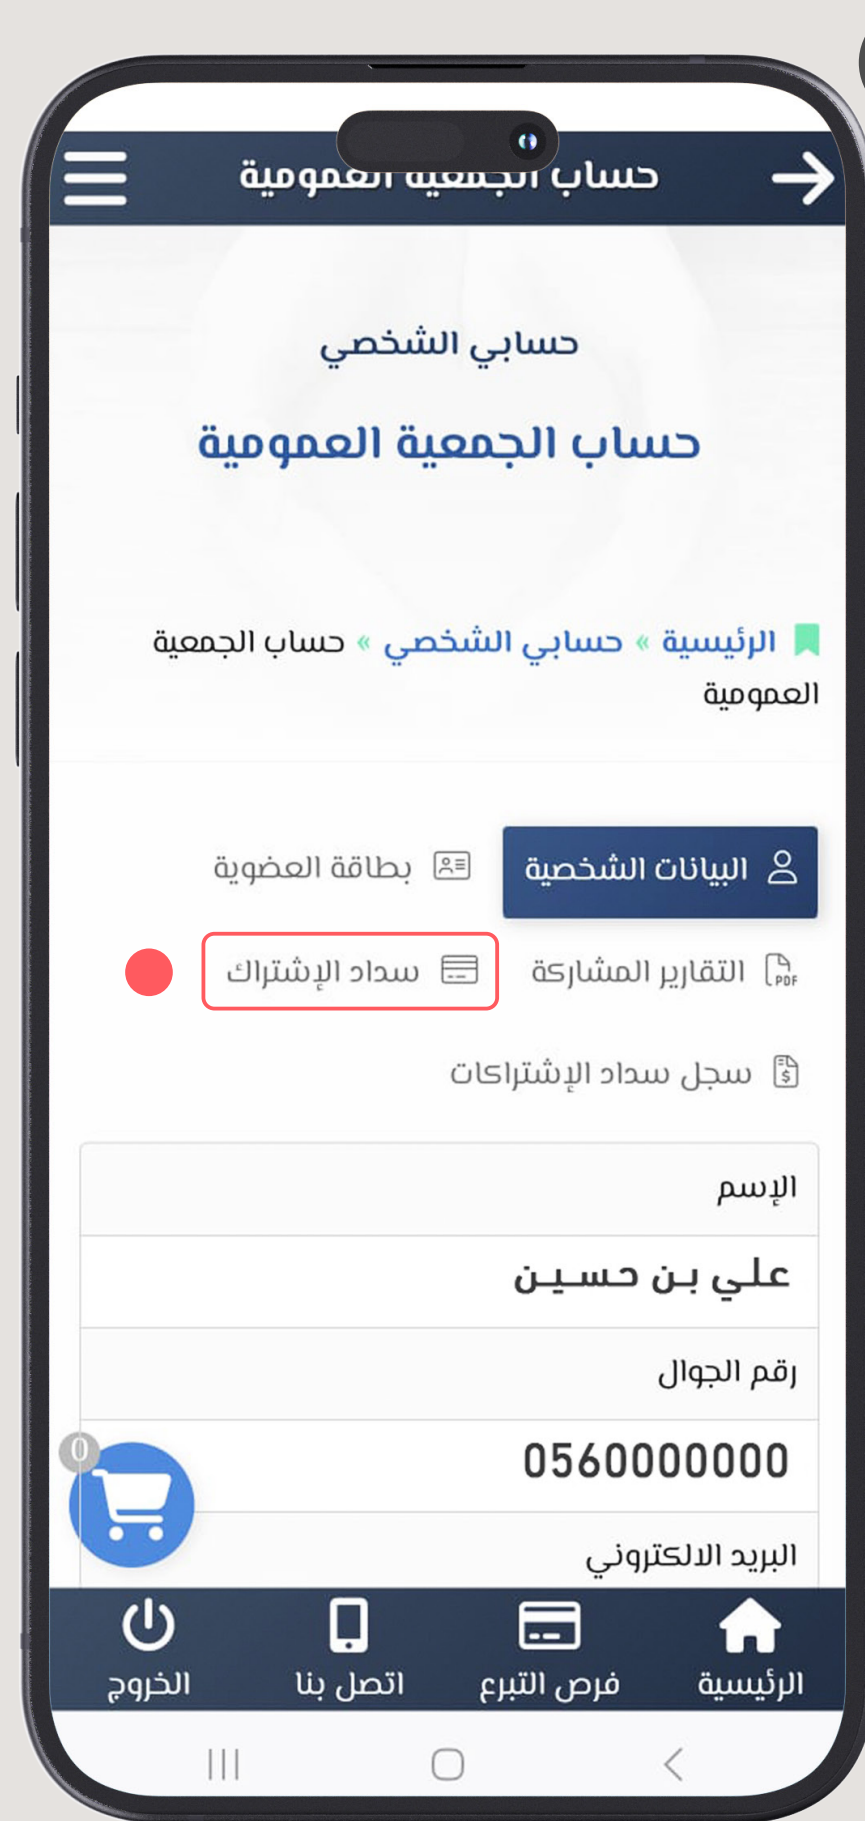 حساب الجمعية العمومية
حسابي الشخصي
حساب الجمعية العمومية
الرئيسية » حسابي الشخصي » حساب الجمعية
العمومية
البيانات الشخصية
بطاقة العضوية
PDF التقارير المشاركة
سداد الإشتراك
سجل سداد الإشتراكات
الإسم
علي بن حسين
رقم الجوال
0560000000
0
البريد الالكتروني
الرئيسية
فرص التبرع
اتصل بنا
الخروج